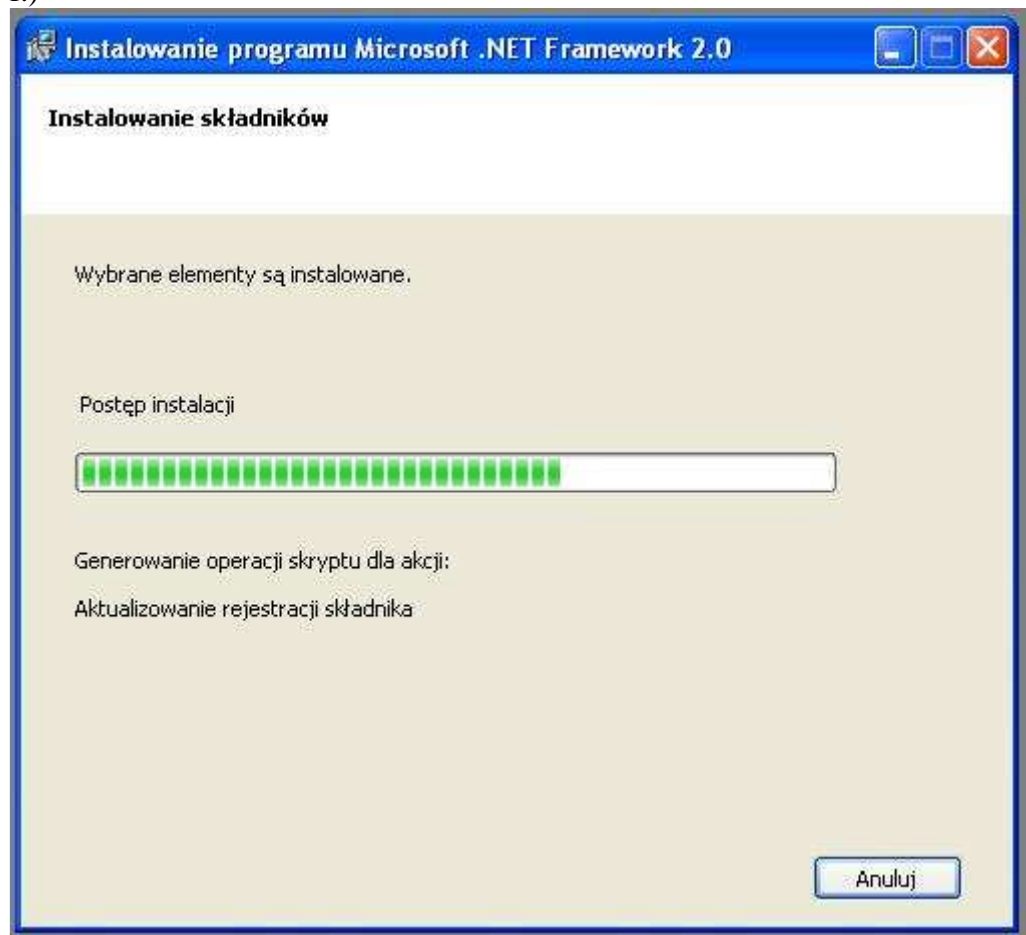 Instalowanie programu Microsoft .NET Framework 2.0
Instalowanie składników
Wybrane elementy są instalowane.
Postęp instalacji
Generowanie operacji skryptu dla akcji:
Aktualizowanie rejestracji składnika
Anuluj